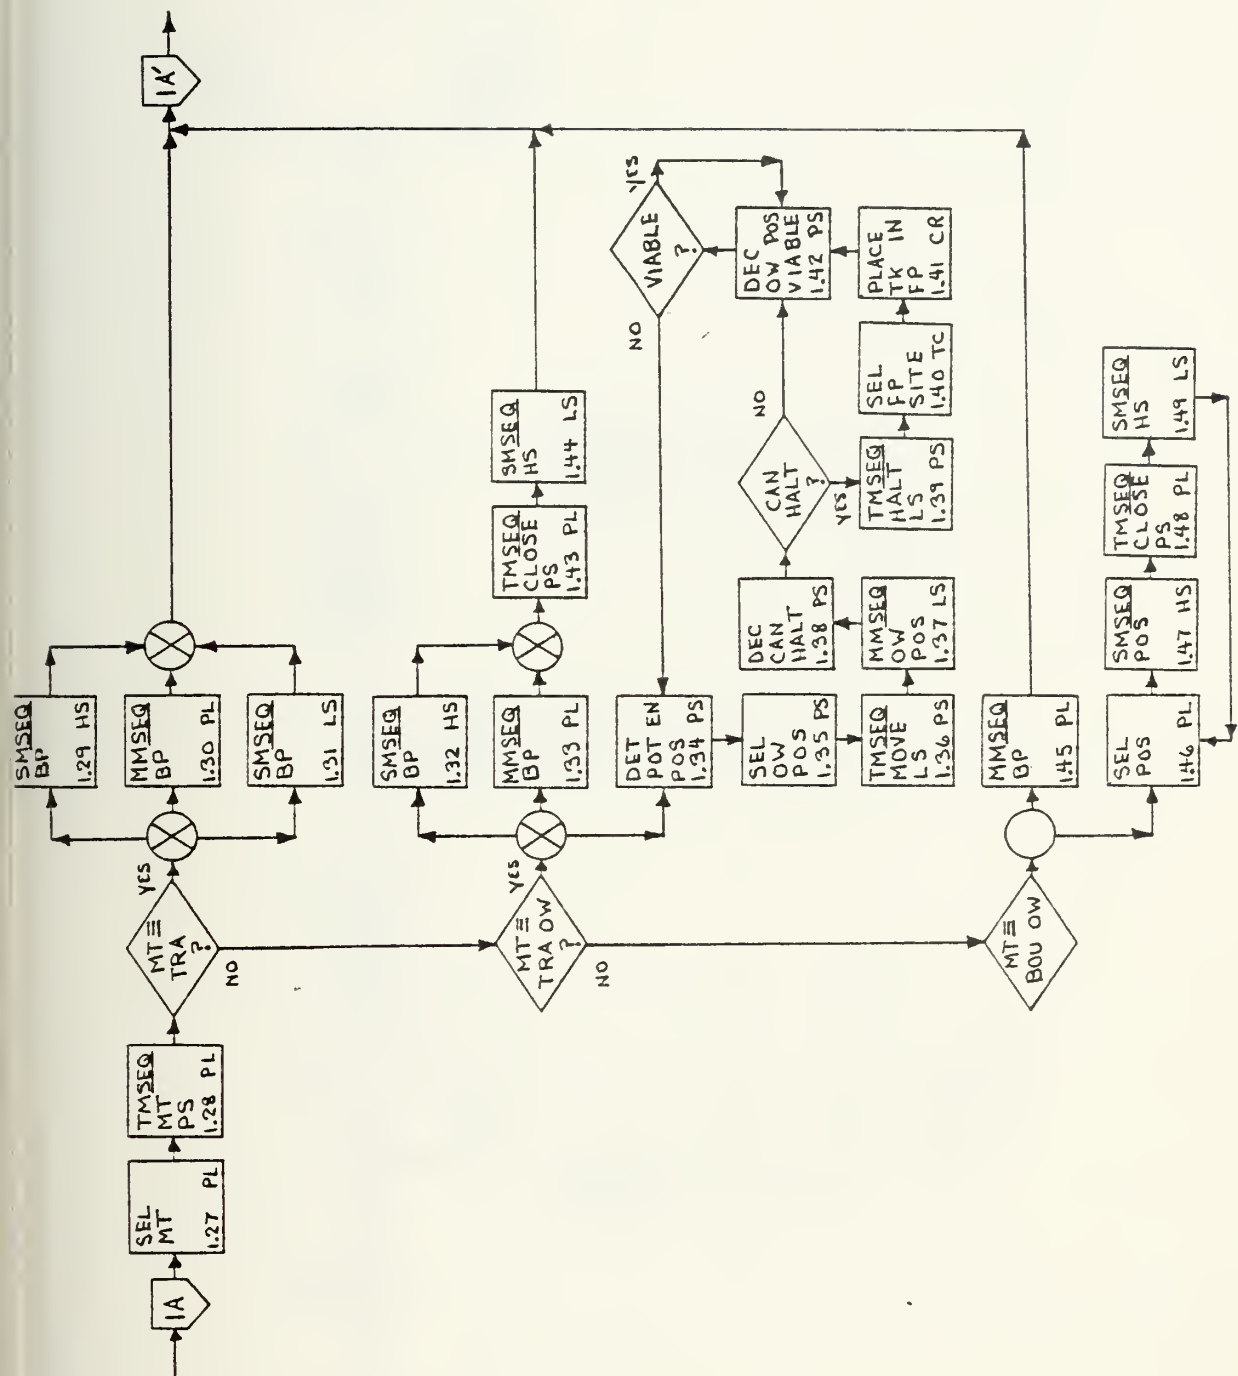 1A
SEL
MT
1.27 PL
TMSEQ
MT
PS
1.28 PL
MT≡
TRA
?
YES
NO
SMSEQ
BP
1.29 HS
MMSEQ
BP
1.30 PL
SMSEQ
BP
1.31 LS
1A'
MT≡
TRA OW
?
YES
NO
SMSEQ
BP
1.32 HS
MMSEQ
BP
1.33 PL
TMSEQ
CLOSE
PS
1.43 PL
SMSEQ
HS
1.44 LS
DET
POT EN
POS
1.34 PS
SEL
OW
POS
1.35 PS
TMSEQ
MOVE
LS
1.36 PS
MMSEQ
OW
POS
1.37 LS
DEC
CAN
HALT
1.38 PS
CAN
HALT
?
YES
NO
TMSEQ
HALT
LS
1.39 PS
SEL
FP
SITE
1.40 TC
PLACE
TK IN
FP
1.41 CR
DEC
OW POS
VIABLE
1.42 PS
VIABLE
?
YES
NO
MT≡
BOU OW
MMSEQ
BP
1.45 PL
SEL
POS
1.46 PL
SMSEQ
POS
1.47 HS
TMSEQ
CLOSE
PS
1.48 PL
SMSEQ
HS
1.49 LS